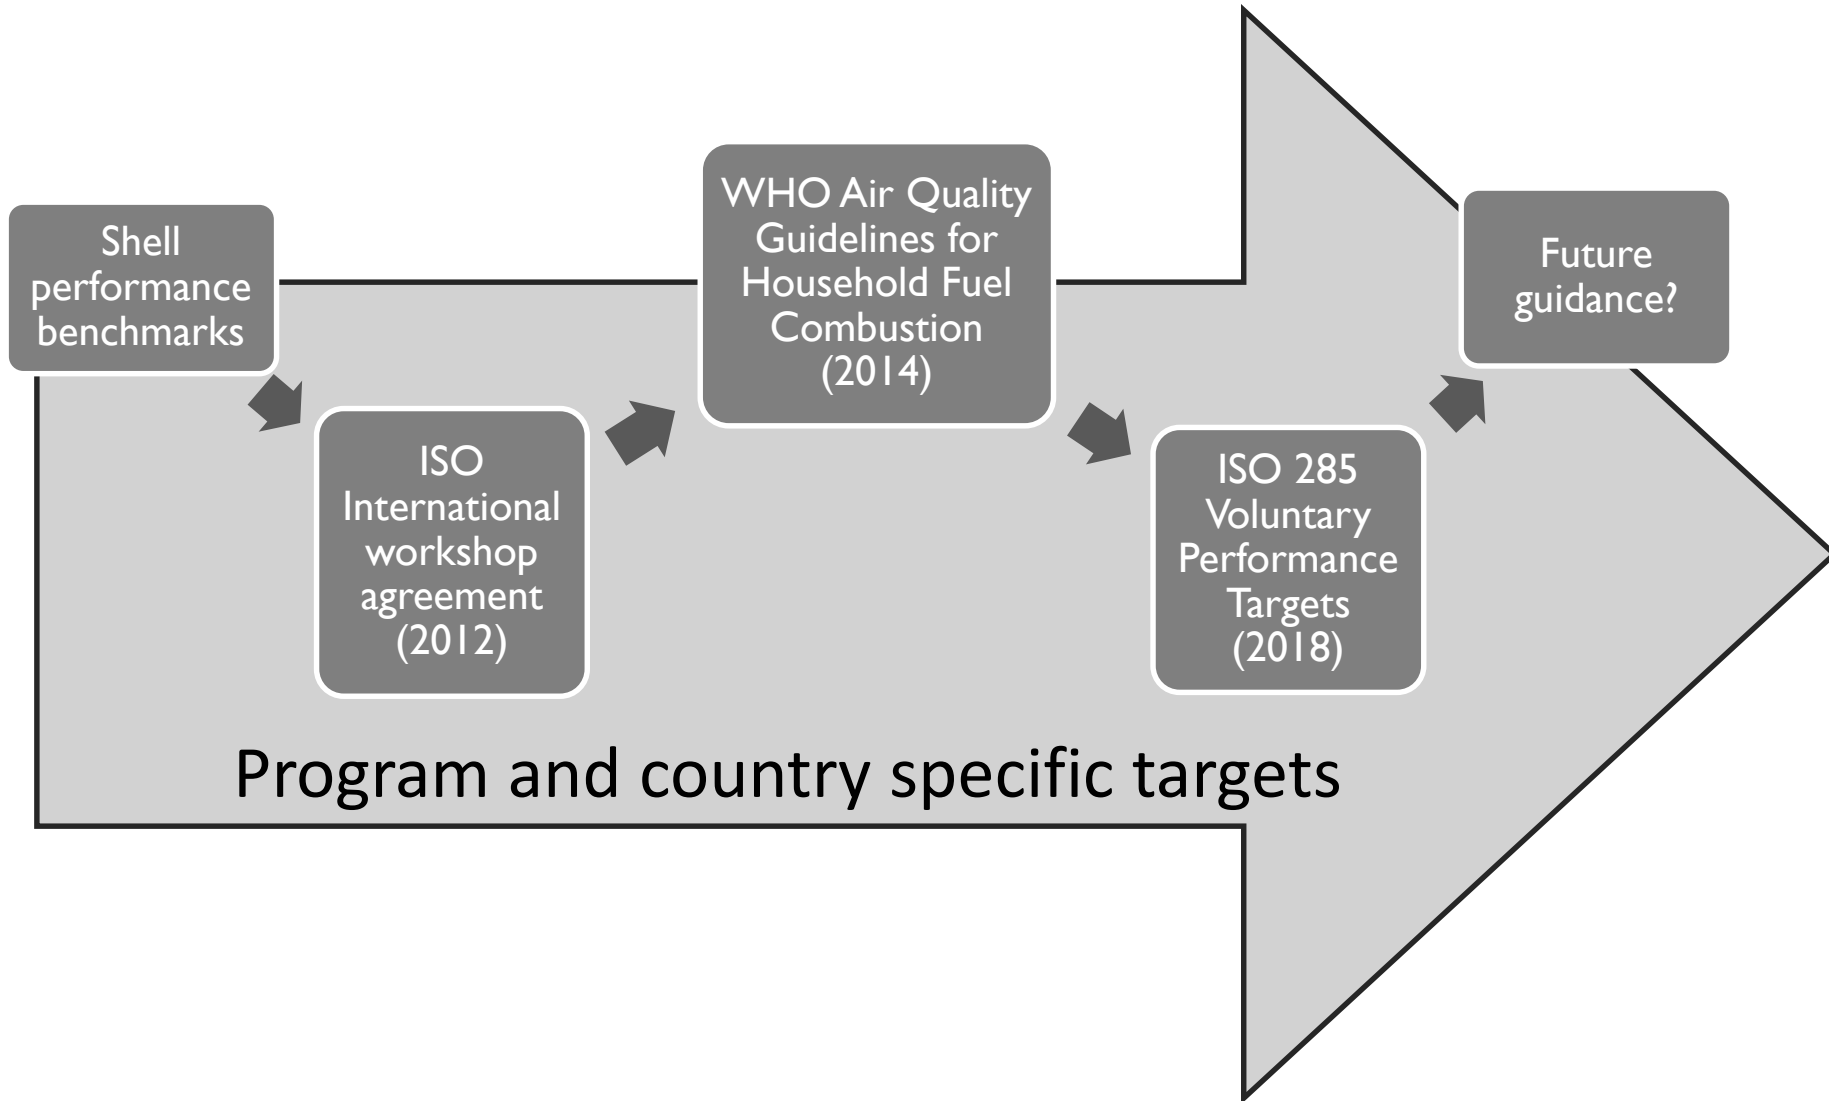 Shell
performance
benchmarks
ISO
International
workshop
agreement
(2012)
WHO Air Quality
Guidelines for
Household Fuel
Combustion
(2014)
ISO 285
Voluntary
Performance
Targets
(2018)
Future
guidance?
Program and country specific targets